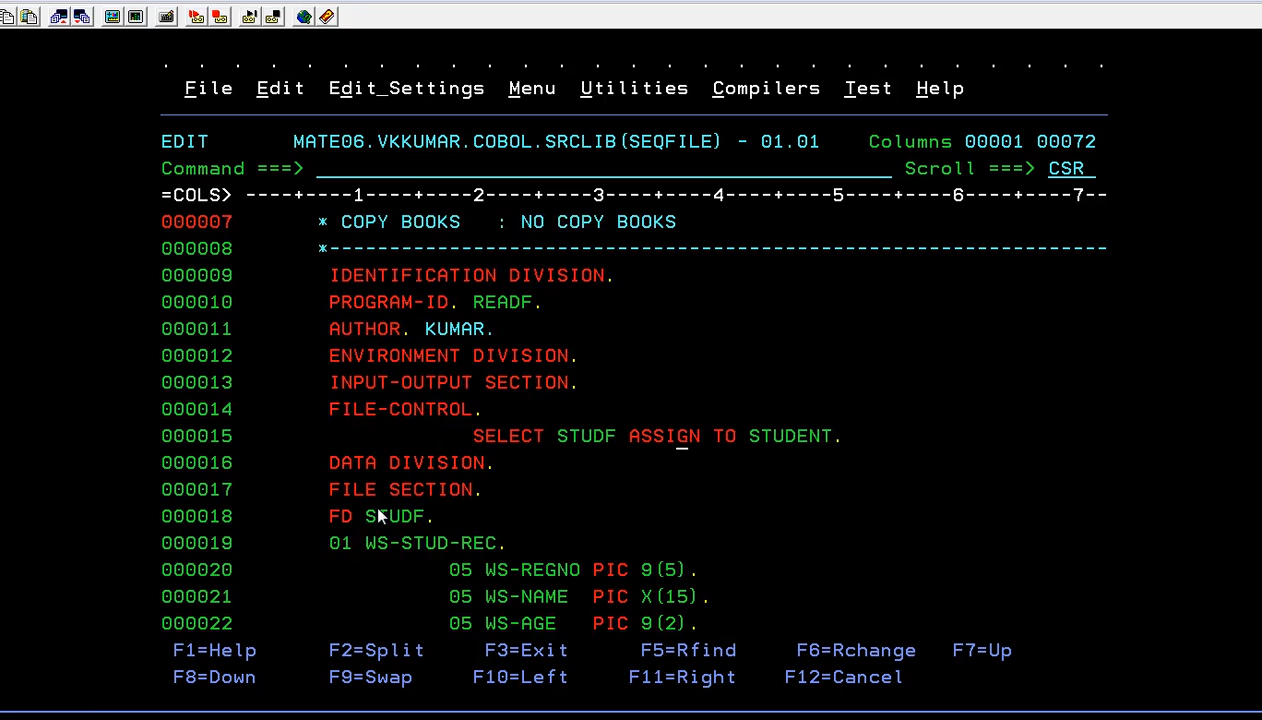 File Edit Edit_Settings Menu Utilities Compilers Test Help
EDIT MATE06.VKKUMAR.COBOL.SRCLIB(SEQFILE) - 01.01 Columns 00001 00072
Command ===> Scroll ===> CSR
=COLS> ----+----1----+----2----+----3----+----4----+----5----+----6----+----7--
000007 * COPY BOOKS : NO COPY BOOKS
000008 *-----------------------------------------------------------------
000009 IDENTIFICATION DIVISION.
000010 PROGRAM-ID. READF.
000011 AUTHOR. KUMAR.
000012 ENVIRONMENT DIVISION.
000013 INPUT-OUTPUT SECTION.
000014 FILE-CONTROL.
000015 SELECT STUDF ASSIGN TO STUDENT.
000016 DATA DIVISION.
000017 FILE SECTION.
000018 FD STUDF.
000019 01 WS-STUD-REC.
000020 05 WS-REGNO PIC 9(5).
000021 05 WS-NAME PIC X(15).
000022 05 WS-AGE PIC 9(2).
F1=Help F2=Split F3=Exit F5=Rfind F6=Rchange F7=Up
F8=Down F9=Swap F10=Left F11=Right F12=Cancel